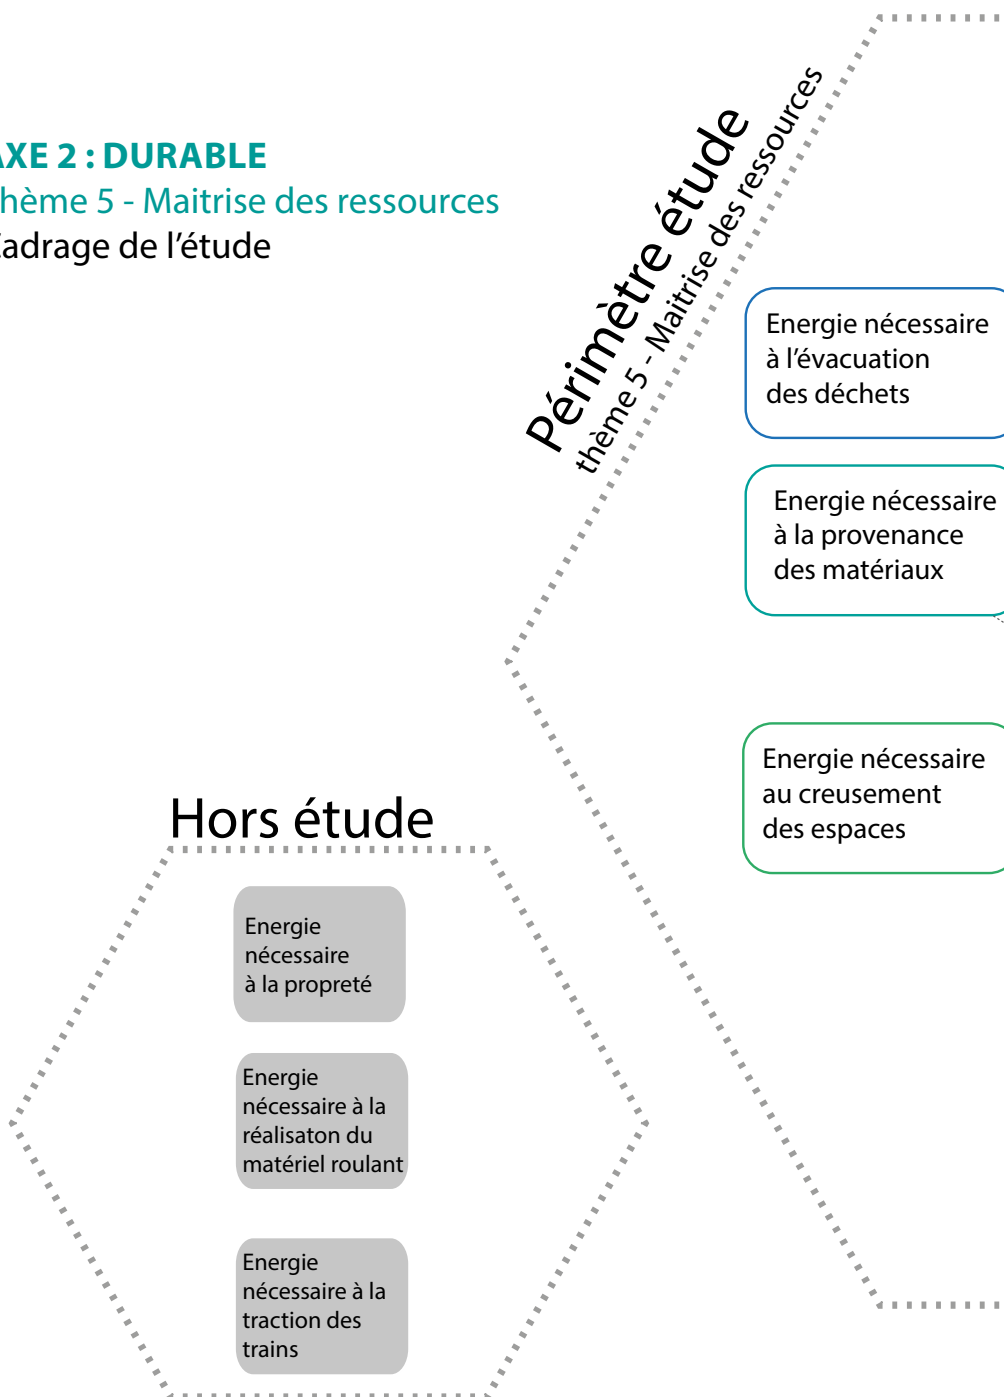 AXE 2 : DURABLE
hème 5 - Maitrise des ressources
Cadrage de l'étude
Périmètre étude
thème 5 - Maitrise des ressources
Energie nécessaire
à l'évacuation
des déchets
Energie nécessaire
à la provenance
des matériaux
Energie nécessaire
au creusement
des espaces
Hors étude
Energie
nécessaire
à la propreté
Energie
nécessaire à la
réalisaton du
matériel roulant
Energie
nécessaire à la
traction des
trains